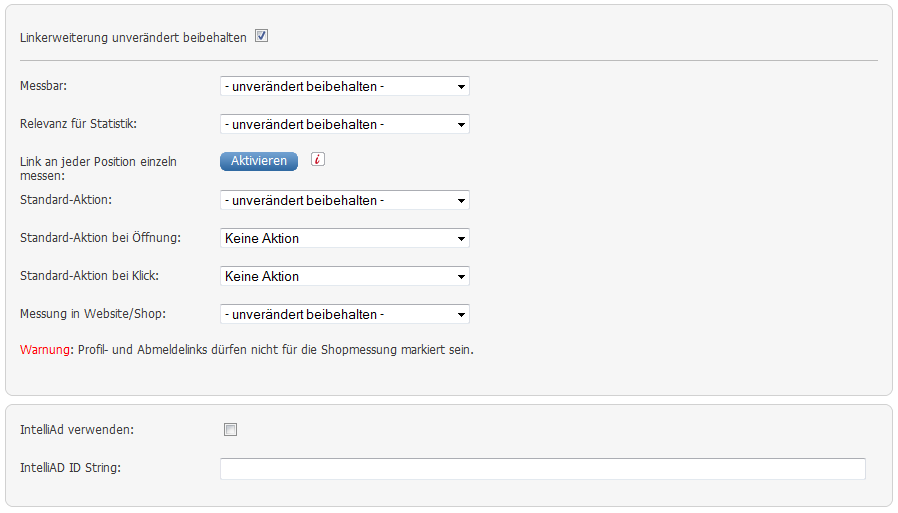 Linkerweiterung unverändert beibehalten
Messbar: - unverändert beibehalten -
Relevanz für Statistik: - unverändert beibehalten -
Link an jeder Position einzeln
messen: Aktivieren i
Standard-Aktion: - unverändert beibehalten -
Standard-Aktion bei Öffnung: Keine Aktion
Standard-Aktion bei Klick: Keine Aktion
Messung in Website/Shop: - unverändert beibehalten -
Warnung: Profil- und Abmeldelinks dürfen nicht für die Shopmessung markiert sein.
IntelliAd verwenden:
IntelliAD ID String: